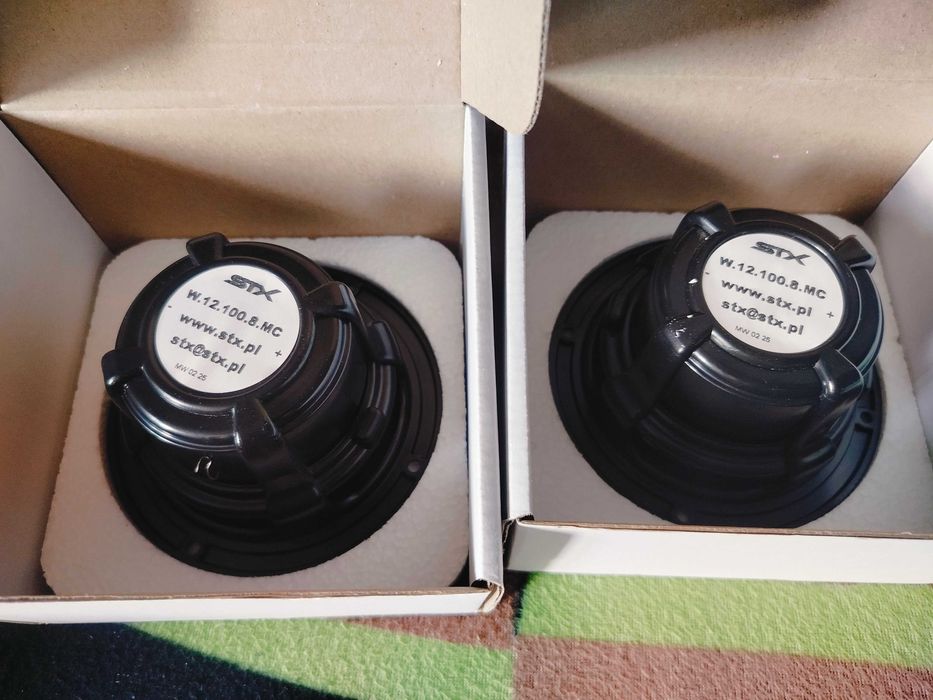 STX
W.12.100.8.MC
www.stx.pl
- +
stx@stx.pl
MW 02 25
STX
W.12.100.8.MC
www.stx.pl
- +
stx@stx.pl
MW 02 25